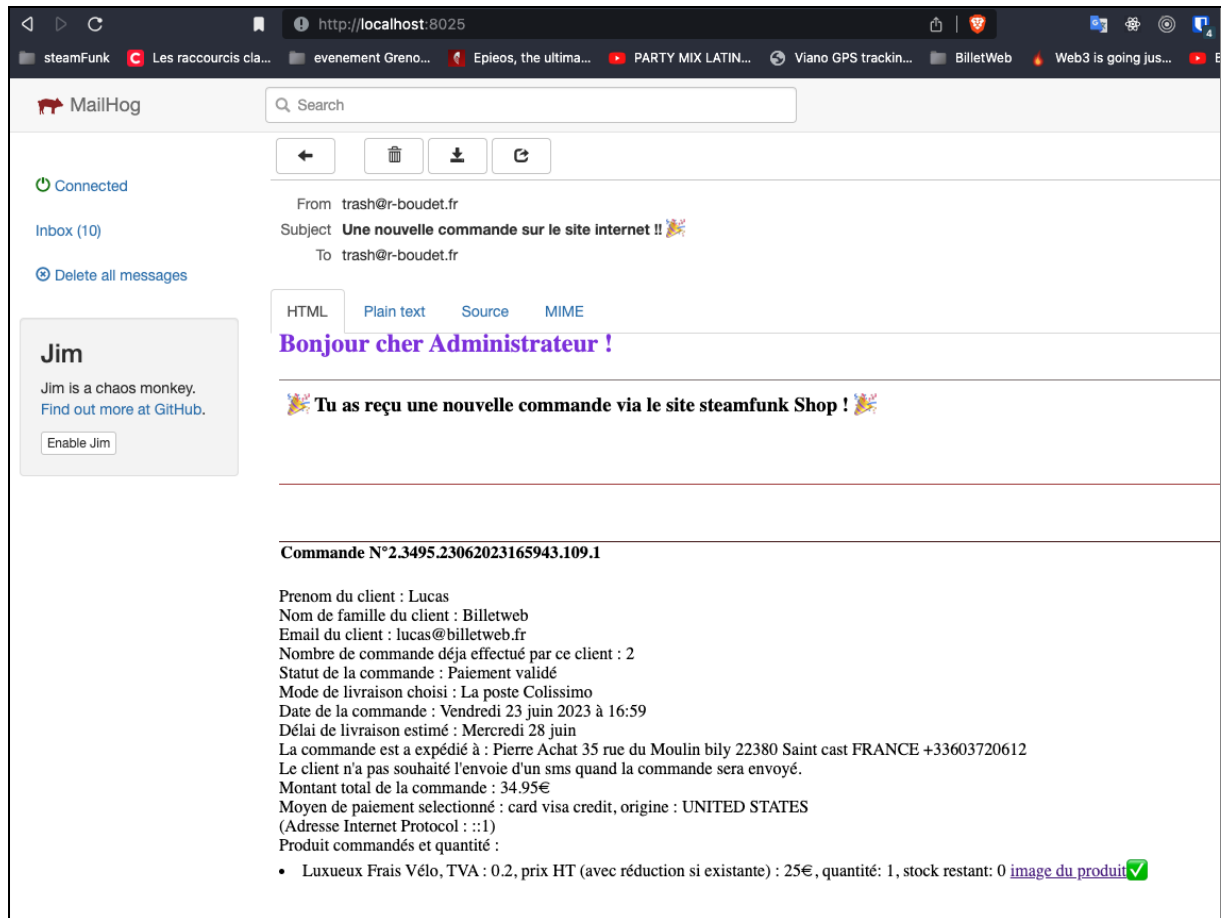 http://localhost:8025
4
steamFunk Les raccourcis cla... evenement Greno... Epieos, the ultima... PARTY MIX LATIN... Viano GPS trackin... BilletWeb Web3 is going jus...
MailHog
Search
Connected
Inbox (10)
Delete all messages
Jim
Jim is a chaos monkey.
Find out more at GitHub.
Enable Jim
From trash@r-boudet.fr
Subject Une nouvelle commande sur le site internet !! 🎉
To trash@r-boudet.fr
HTML Plain text Source MIME
Bonjour cher Administrateur !
🎉 Tu as reçu une nouvelle commande via le site steamfunk Shop ! 🎉
Commande N°2.3495.23062023165943.109.1
Prenom du client : Lucas
Nom de famille du client : Billetweb
Email du client : lucas@billetweb.fr
Nombre de commande déja effectué par ce client : 2
Statut de la commande : Paiement validé
Mode de livraison choisi : La poste Colissimo
Date de la commande : Vendredi 23 juin 2023 à 16:59
Délai de livraison estimé : Mercredi 28 juin
La commande est a expédié à : Pierre Achat 35 rue du Moulin bily 22380 Saint cast FRANCE +33603720612
Le client n'a pas souhaité l'envoie d'un sms quand la commande sera envoyé.
Montant total de la commande : 34.95€
Moyen de paiement selectionné : card visa credit, origine : UNITED STATES
(Adresse Internet Protocol : ::1)
Produit commandés et quantité :
• Luxueux Frais Vélo, TVA : 0.2, prix HT (avec réduction si existante) : 25€, quantité: 1, stock restant: 0 image du produit✅